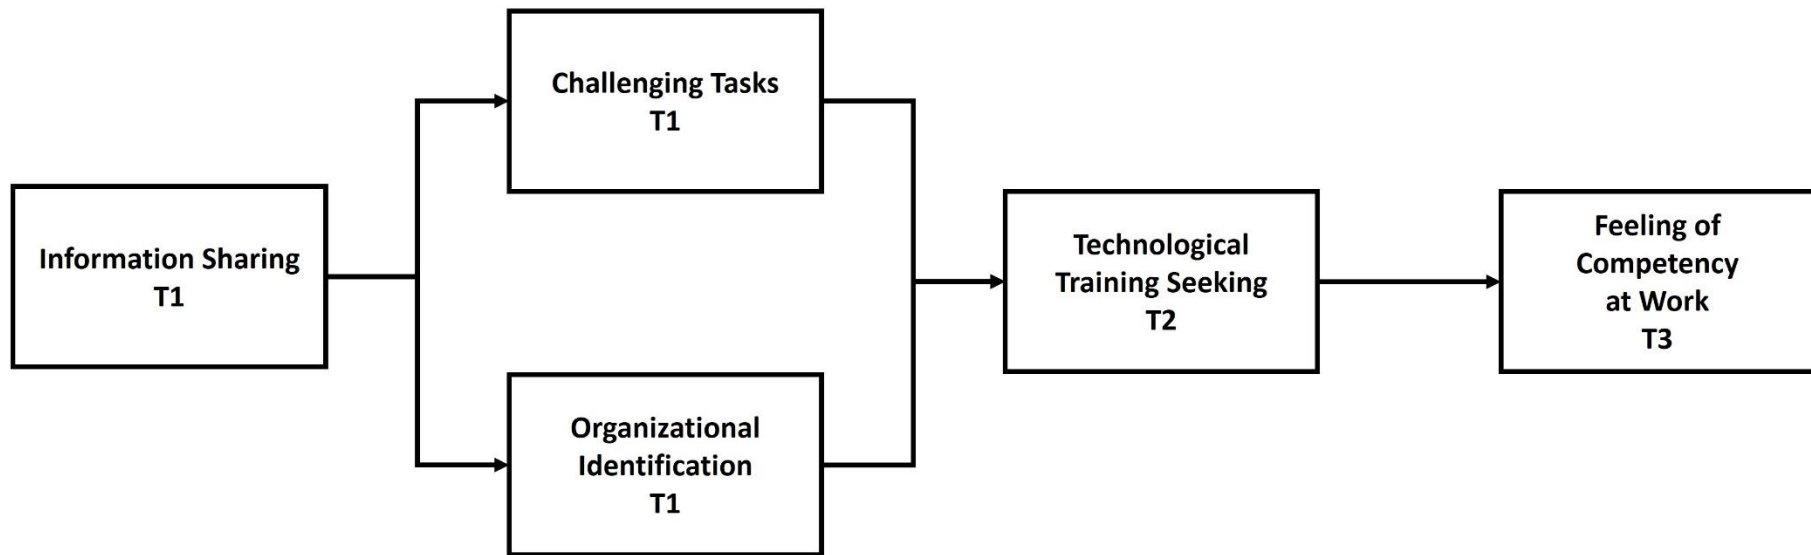 Information Sharing
T1
Challenging Tasks
T1
Organizational
Identification
T1
Technological
Training Seeking
T2
Feeling of
Competency
at Work
T3